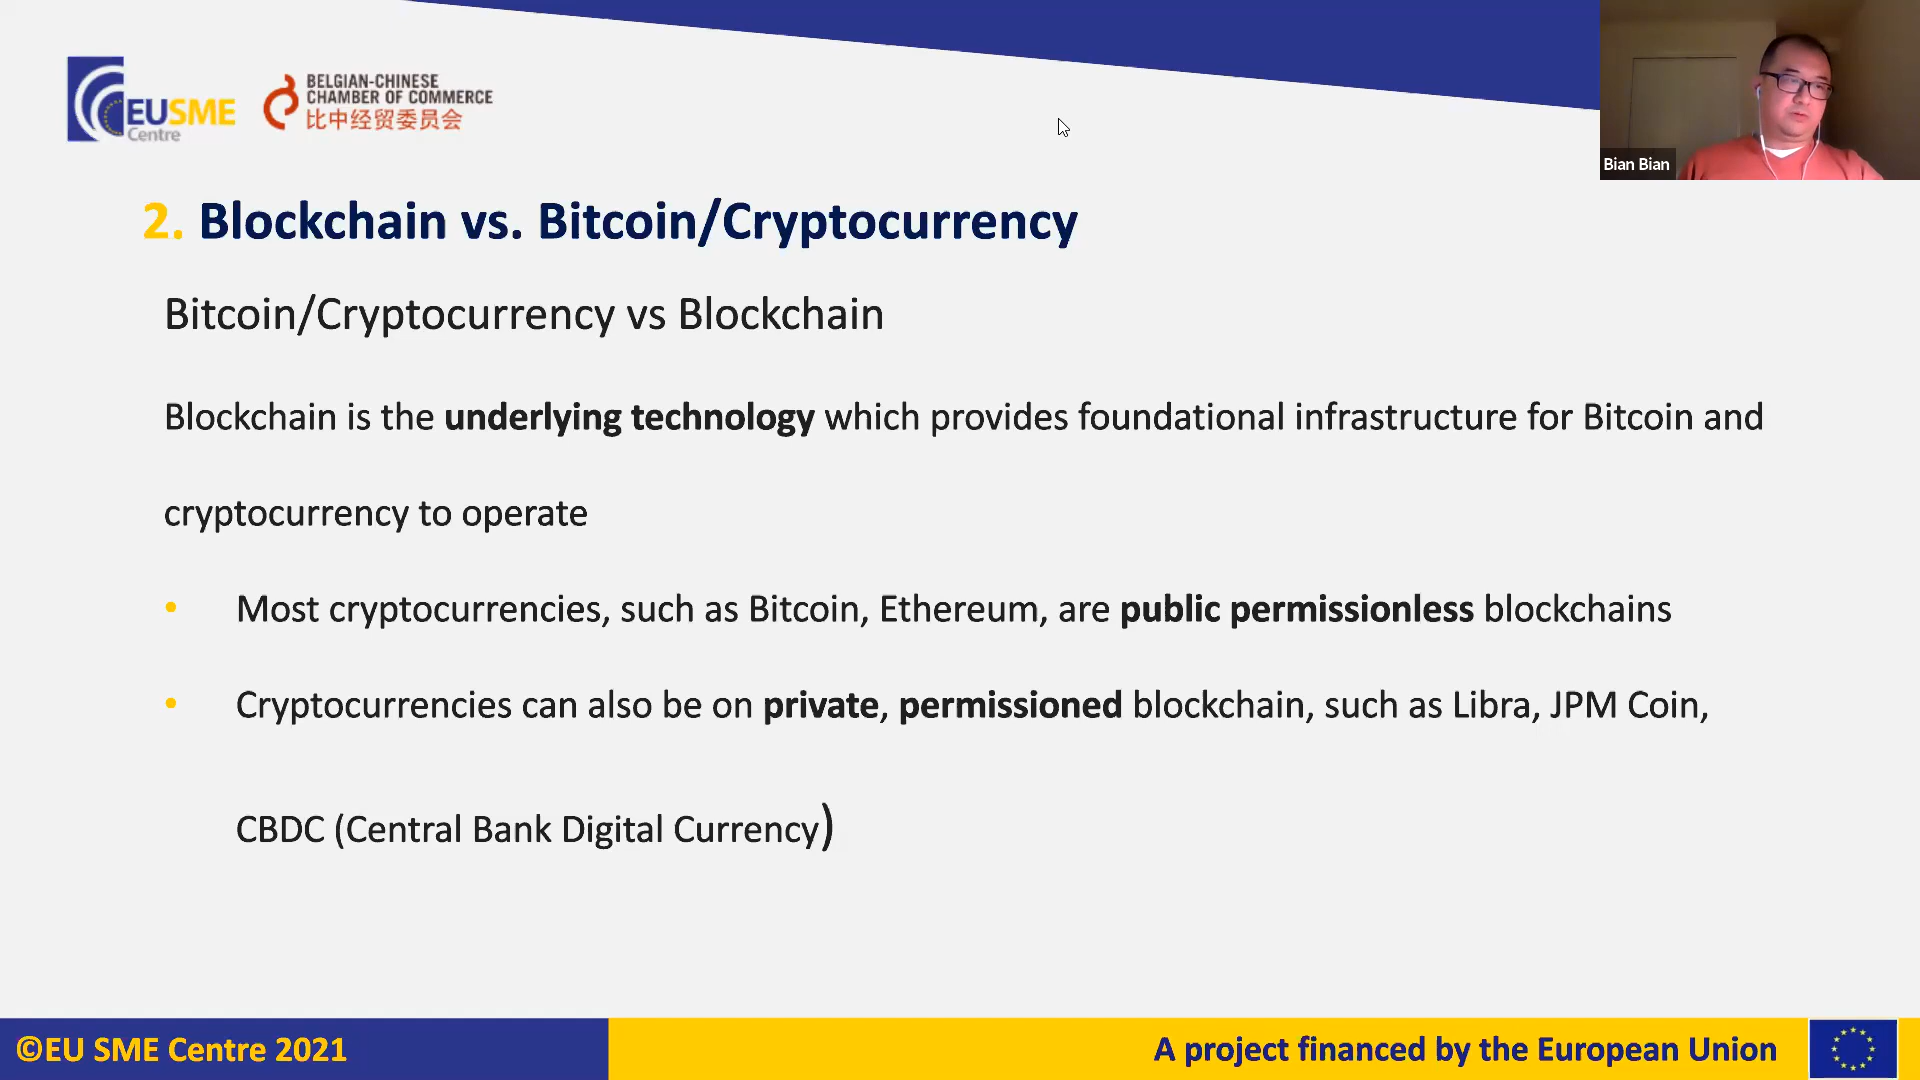 EUSME
Centre
BELGIAN-CHINESE
CHAMBER OF COMMERCE
比中经贸委员会
Bian Bian
2. Blockchain vs. Bitcoin/Cryptocurrency
Bitcoin/Cryptocurrency vs Blockchain
Blockchain is the underlying technology which provides foundational infrastructure for Bitcoin and
cryptocurrency to operate
• Most cryptocurrencies, such as Bitcoin, Ethereum, are public permissionless blockchains
• Cryptocurrencies can also be on private, permissioned blockchain, such as Libra, JPM Coin,
CBDC (Central Bank Digital Currency)
©EU SME Centre 2021
A project financed by the European Union